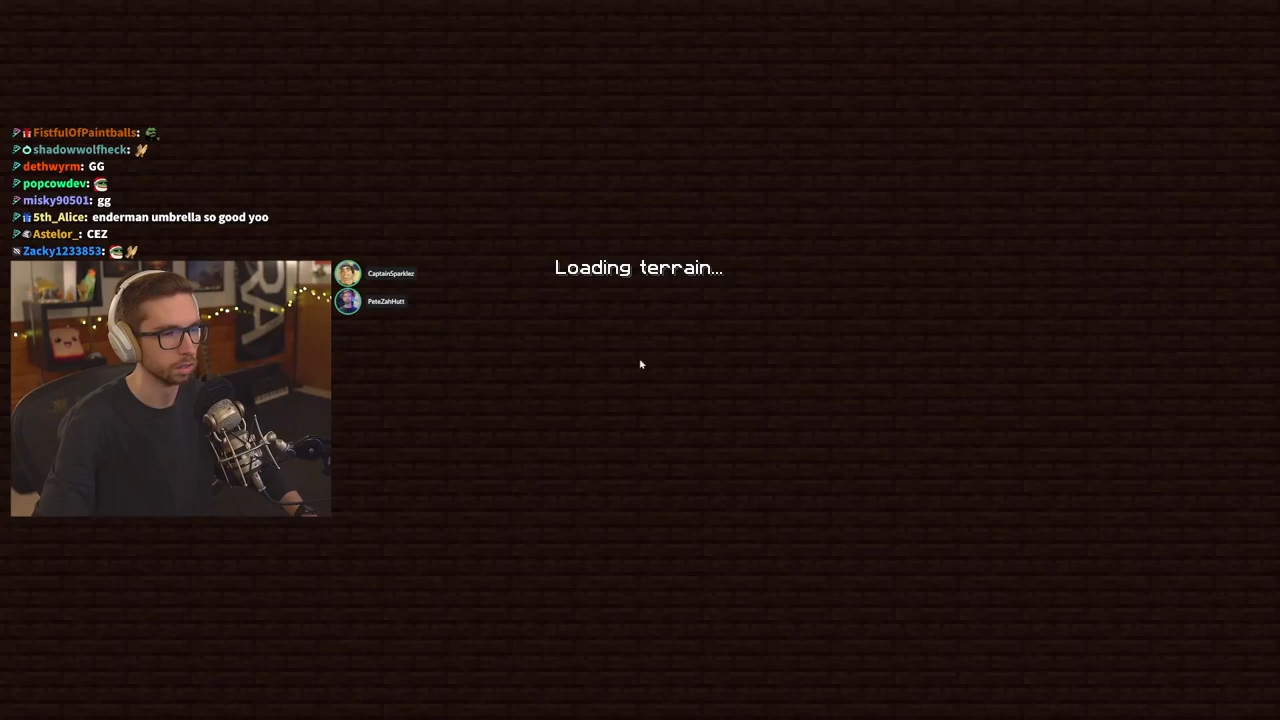 FistfulOfPaintballs:
shadowwolfheck:
dethwyrm: GG
popcowdev:
misky90501: gg
5th_Alice: enderman umbrella so good yoo
Astelor_: CEZ
Zacky1233853:
CaptainSparklez
PeteZahHutt
Loading terrain...
RA